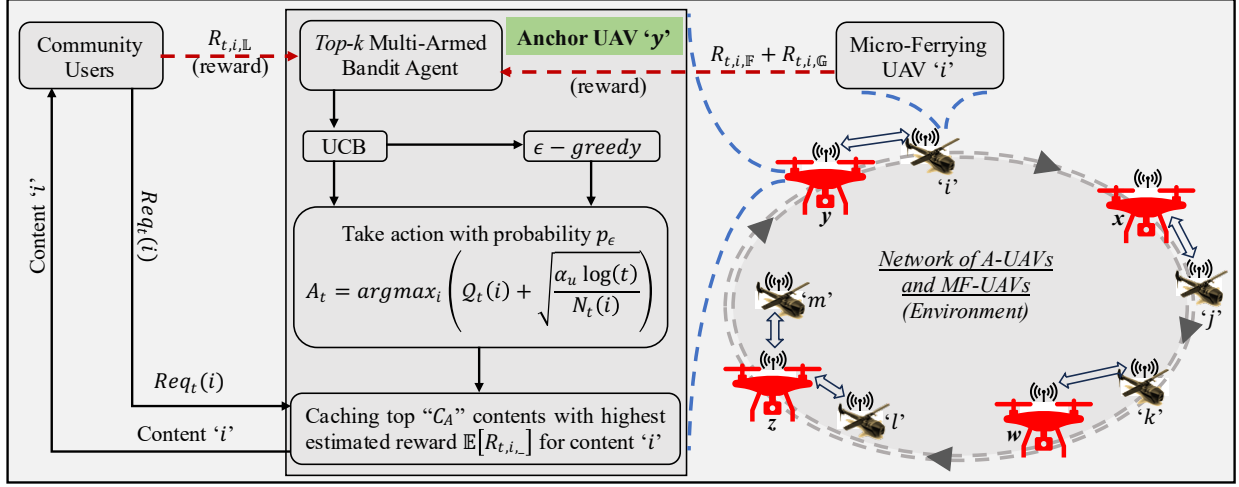 Community
Users
R_{t,i,𝕃}
(reward)
Top-k Multi-Armed
Bandit Agent
Anchor UAV ‘y’
R_{t,i,𝔽} + R_{t,i,𝔾}
(reward)
Micro-Ferrying
UAV ‘i’
UCB
ϵ − greedy
Content ‘i’
Req_t(i)
Take action with probability p_ϵ
A_t = argmax_i ( Q_t(i) + √( α_u log(t) / N_t(i) ) )
Req_t(i)
Content ‘i’
Caching top “C_A” contents with highest
estimated reward 𝔼[R_{t,i,_}] for content ‘i’
‘i’
y
x
‘j’
Network of A-UAVs
and MF-UAVs
(Environment)
‘m’
z
‘l’
w
‘k’